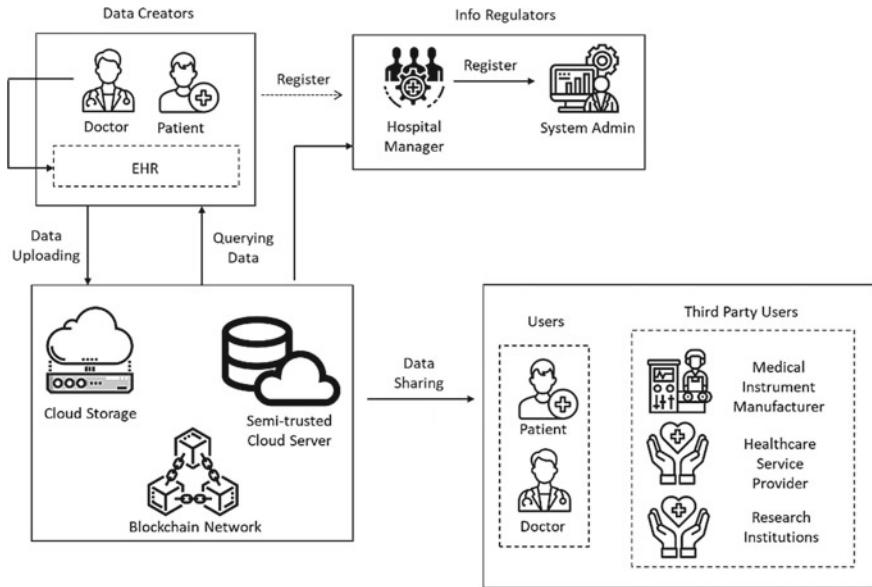 Data Creators
Info Regulators
Doctor
Patient
EHR
Register
Hospital
Manager
Register
System Admin
Data
Uploading
Querying
Data
Cloud Storage
Semi-trusted
Cloud Server
Blockchain Network
Data
Sharing
Users
Patient
Doctor
Third Party Users
Medical
Instrument
Manufacturer
Healthcare
Service
Provider
Research
Institutions